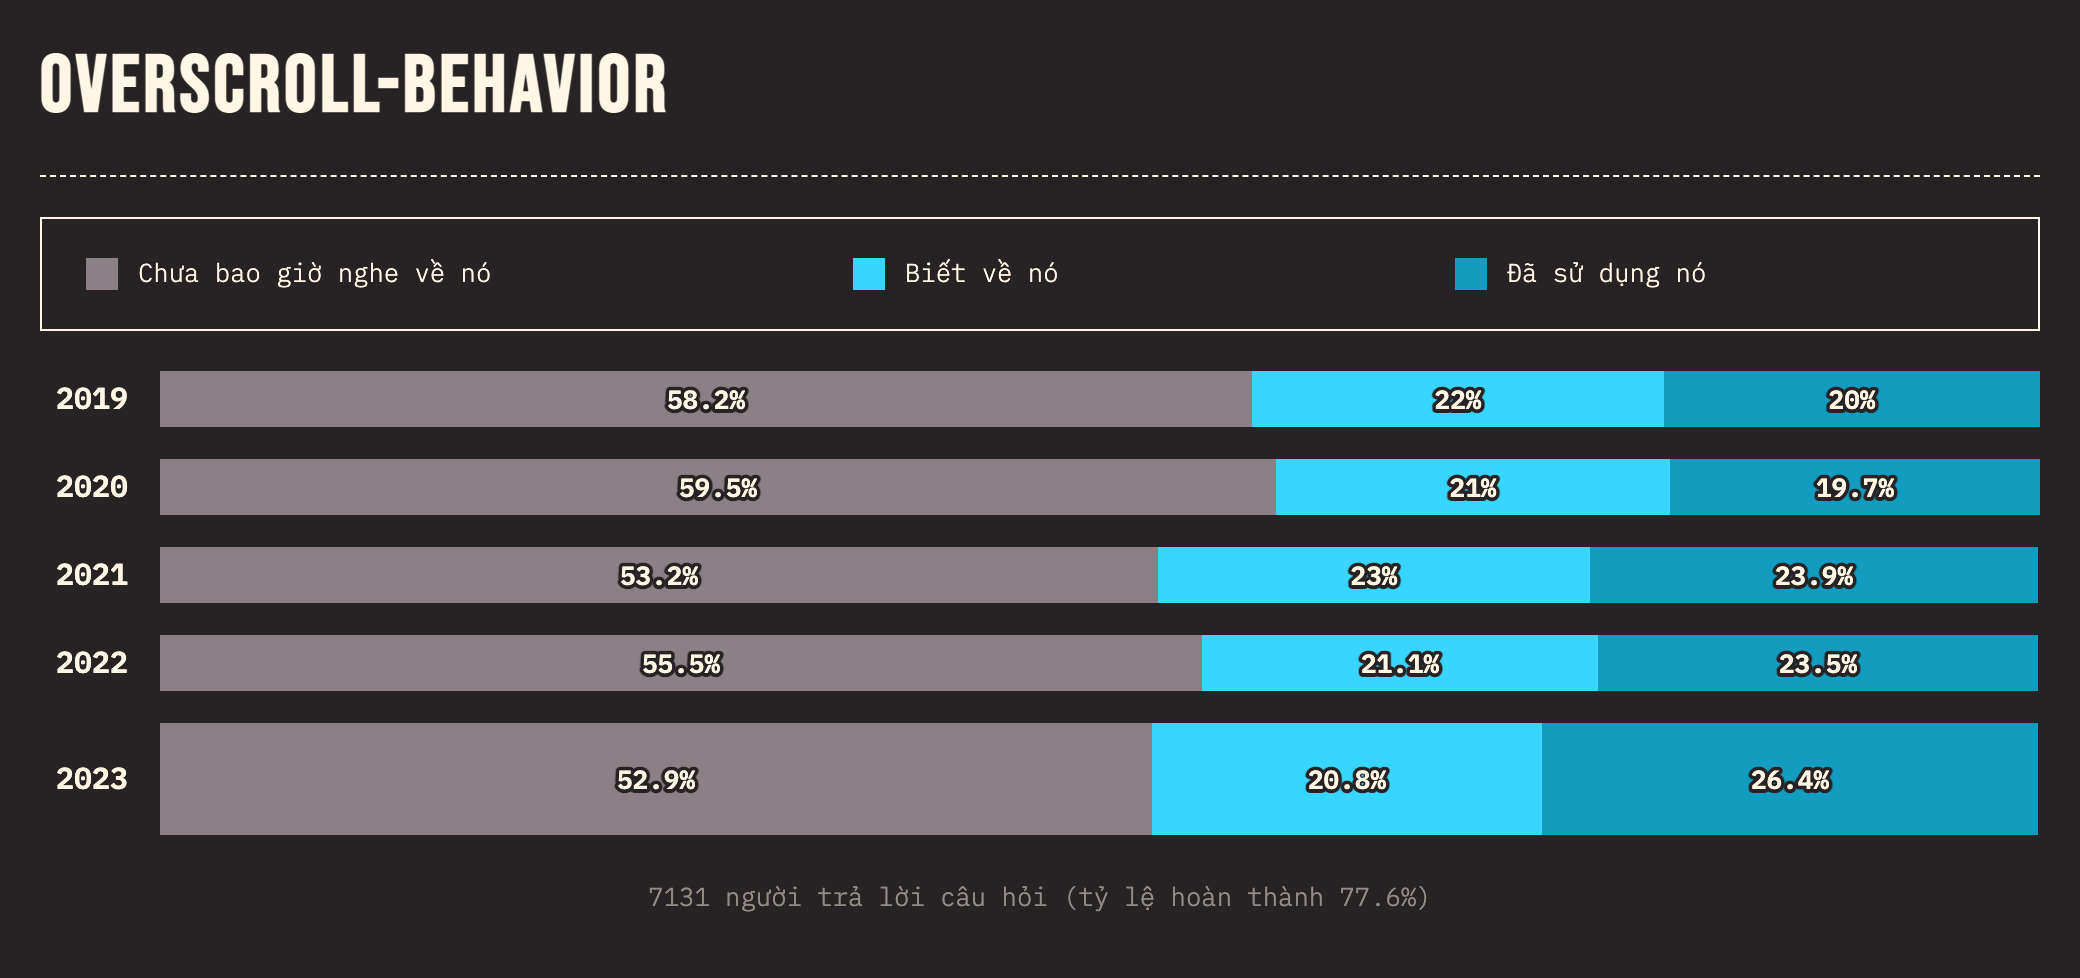 OVERSCROLL-BEHAVIOR
Chưa bao giờ nghe về nó Biết về nó Đã sử dụng nó
2019 58.2% 22% 20%
2020 59.5% 21% 19.7%
2021 53.2% 23% 23.9%
2022 55.5% 21.1% 23.5%
2023 52.9% 20.8% 26.4%
7131 người trả lời câu hỏi (tỷ lệ hoàn thành 77.6%)